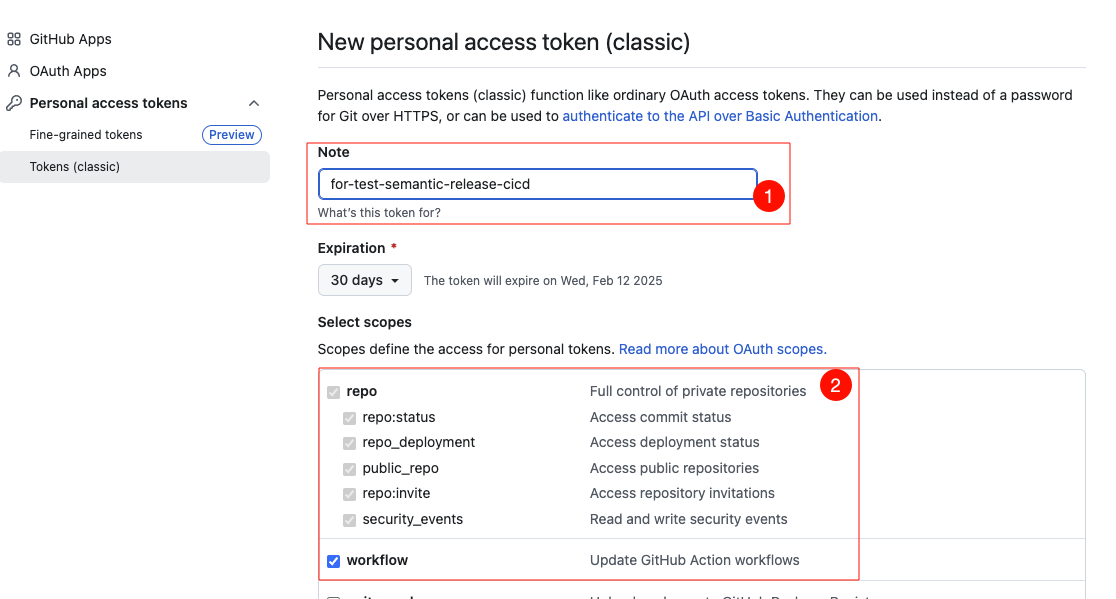 GitHub Apps
OAuth Apps
Personal access tokens
Fine-grained tokens
Preview
Tokens (classic)
New personal access token (classic)
Personal access tokens (classic) function like ordinary OAuth access tokens. They can be used instead of a password
for Git over HTTPS, or can be used to authenticate to the API over Basic Authentication.
Note
for-test-semantic-release-cicd
1
What's this token for?
Expiration *
30 days
The token will expire on Wed, Feb 12 2025
Select scopes
Scopes define the access for personal tokens. Read more about OAuth scopes.
2
repo Full control of private repositories
repo:status Access commit status
repo_deployment Access deployment status
public_repo Access public repositories
repo:invite Access repository invitations
security_events Read and write security events
workflow Update GitHub Action workflows